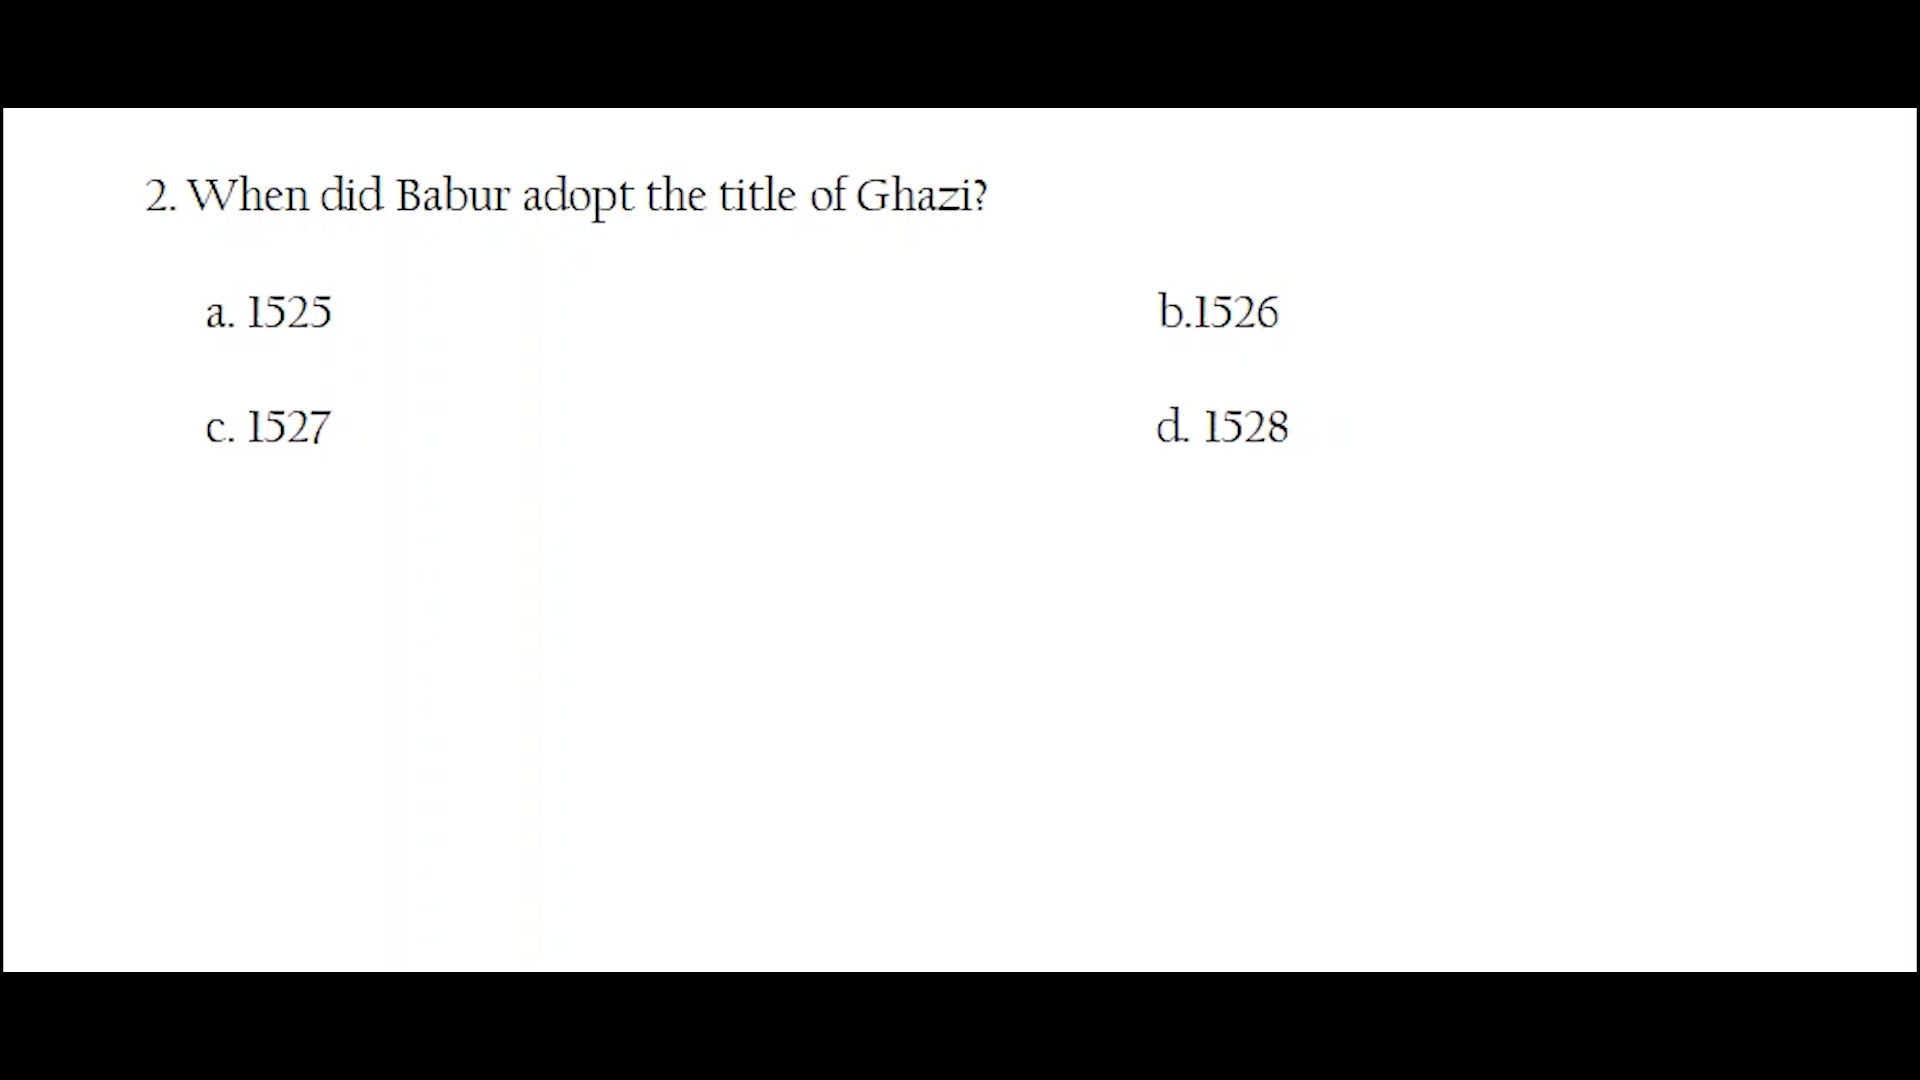 2. When did Babur adopt the title of Ghazi?
a. 1525 b.1526
c. 1527 d. 1528